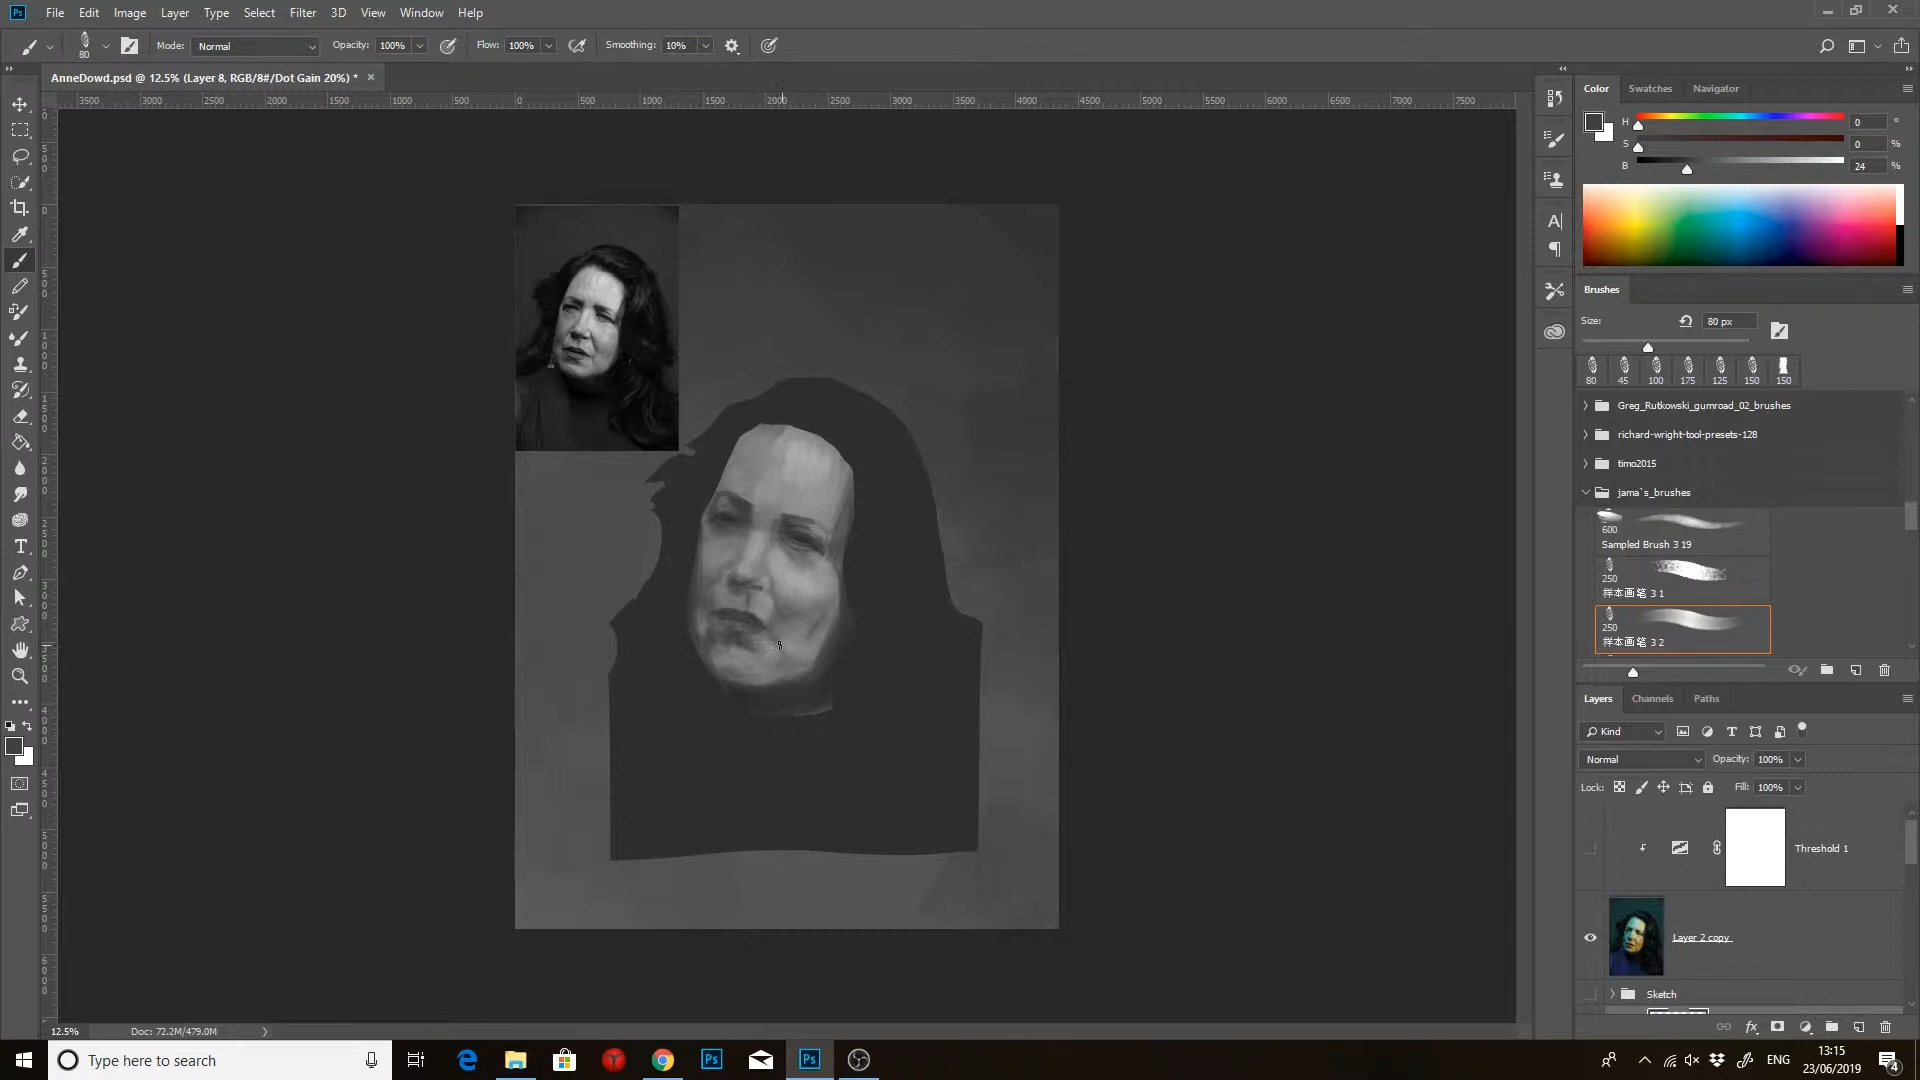 Ps File Edit Image Layer Type Select Filter 3D View Window Help
80 Mode: Normal Opacity: 100% Flow: 100% Smoothing: 10%
AnneDowd.psd @ 12.5% (Layer 8, RGB/8#/Dot Gain 20%) * ×
3500 3000 2500 2000 1500 1000 500 0 500 1000 1500 2000 2500 3000 3500 4000 4500 5000 5500 6000 6500 7000 7500
Color Swatches Navigator
H 0 °
S 0 %
B 24 %
Brushes
Size: 80 px
80 45 100 175 125 150 150
Greg_Rutkowski_gumroad_02_brushes
richard-wright-tool-presets-128
timo2015
jama`s_brushes
600
Sampled Brush 3 19
250
样本画笔 3 1
250
样本画笔 3 2
Layers Channels Paths
Kind
Normal Opacity: 100%
Lock: Fill: 100%
Threshold 1
Layer 2 copy
Sketch
12.5% Doc: 72.2M/479.0M
Type here to search
Ps Ps
ENG
13:15
23/06/2019
4